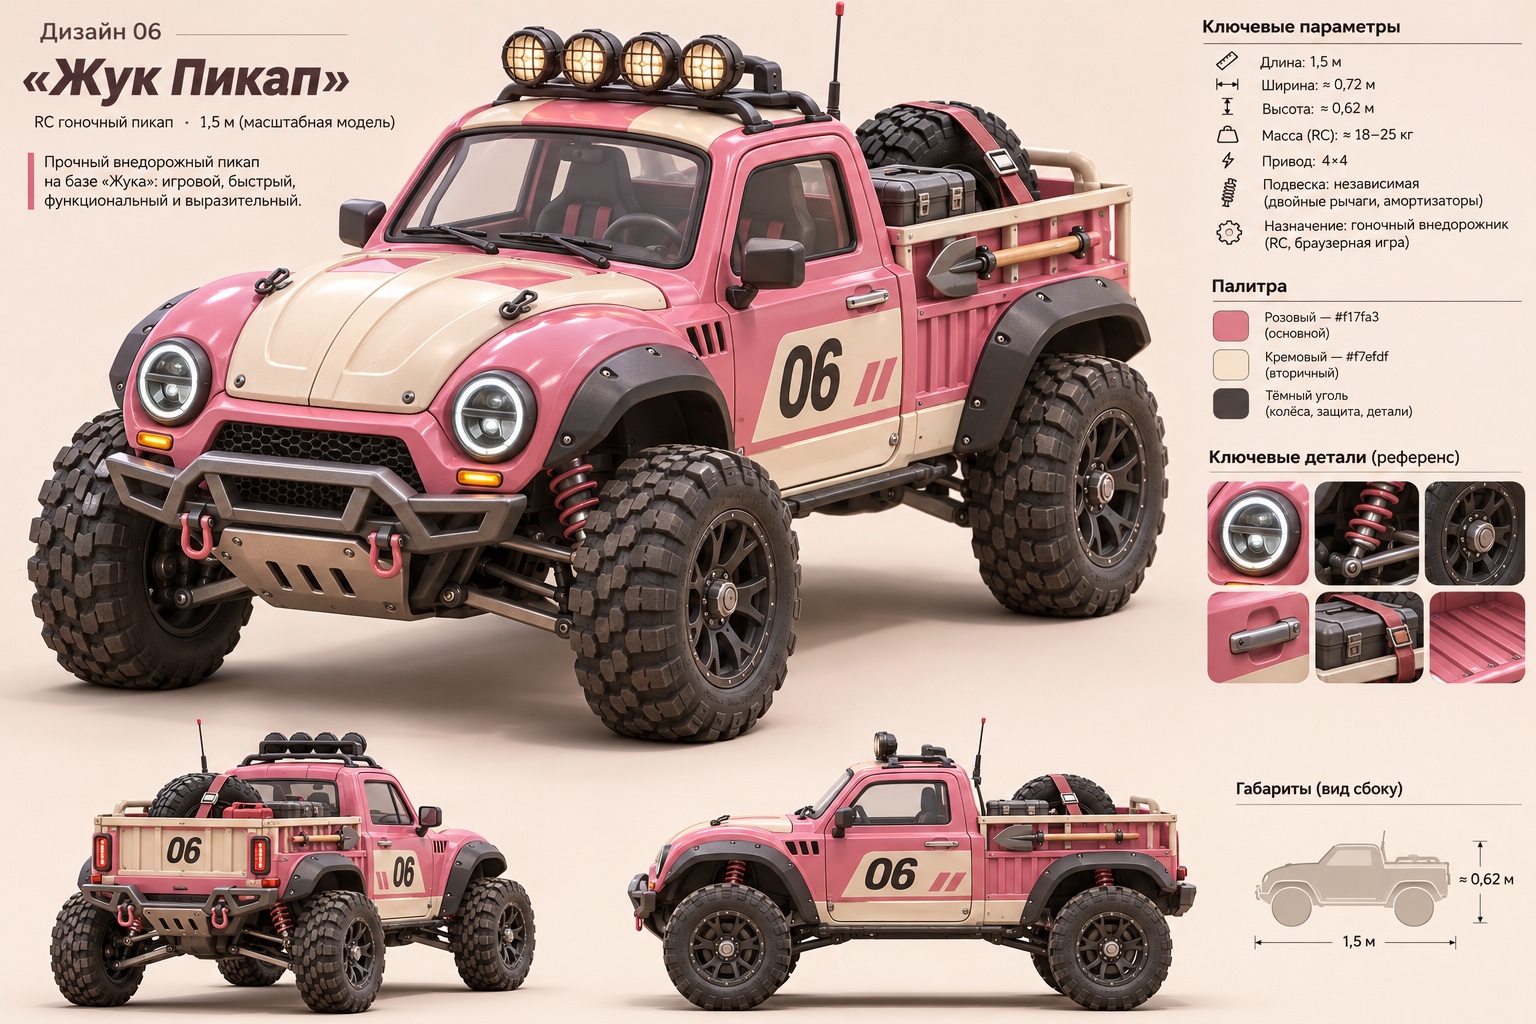 Дизайн 06
«Жук Пикап»
RC гоночный пикап • 1,5 м (масштабная модель)
Прочный внедорожный пикап
на базе «Жука»: игровой, быстрый,
функциональный и выразительный.
Ключевые параметры
Длина: 1,5 м
Ширина: ≈ 0,72 м
Высота: ≈ 0,62 м
Масса (RC): ≈ 18–25 кг
Привод: 4×4
Подвеска: независимая
(двойные рычаги, амортизаторы)
Назначение: гоночный внедорожник
(RC, браузерная игра)
Палитра
Розовый — #f17fa3
(основной)
Кремовый — #f7efdf
(вторичный)
Тёмный уголь
(колёса, защита, детали)
Ключевые детали (референс)
06
06
06
06
Габариты (вид сбоку)
≈ 0,62 м
1,5 м